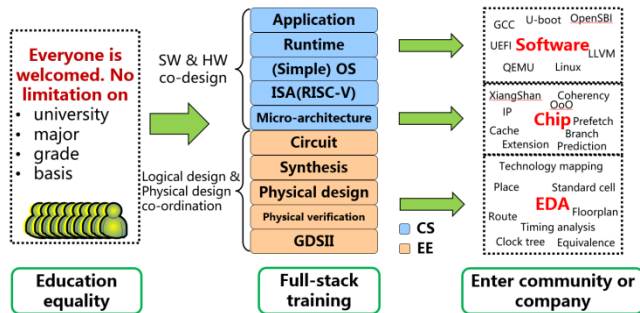 Everyone is
welcomed. No
limitation on
• university
• major
• grade
• basis
Education
equality
SW & HW
co-design
Logical design &
Physical design
co-ordination
Application
Runtime
(Simple) OS
ISA(RISC-V)
Micro-architecture
Circuit
Synthesis
Physical design
Physical verification
GDSII
CS
EE
Full-stack
training
GCC U-boot OpenSBI
UEFI Software LLVM
QEMU Linux
XiangShan Coherency
IP OoO
Chip Prefetch
Cache Branch
Extension Prediction
Technology mapping
Place Standard cell
EDA
Route Floorplan
Timing analysis
Clock tree Equivalence
Enter community or
company